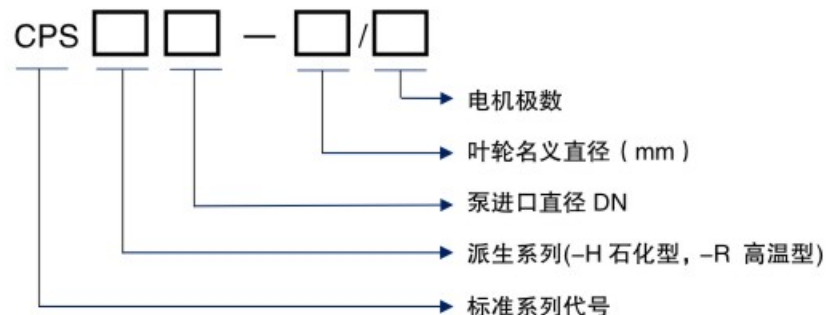 CPS □ □ — □ / □
电机极数
叶轮名义直径（mm）
泵进口直径 DN
派生系列(–H 石化型，–R 高温型)
标准系列代号